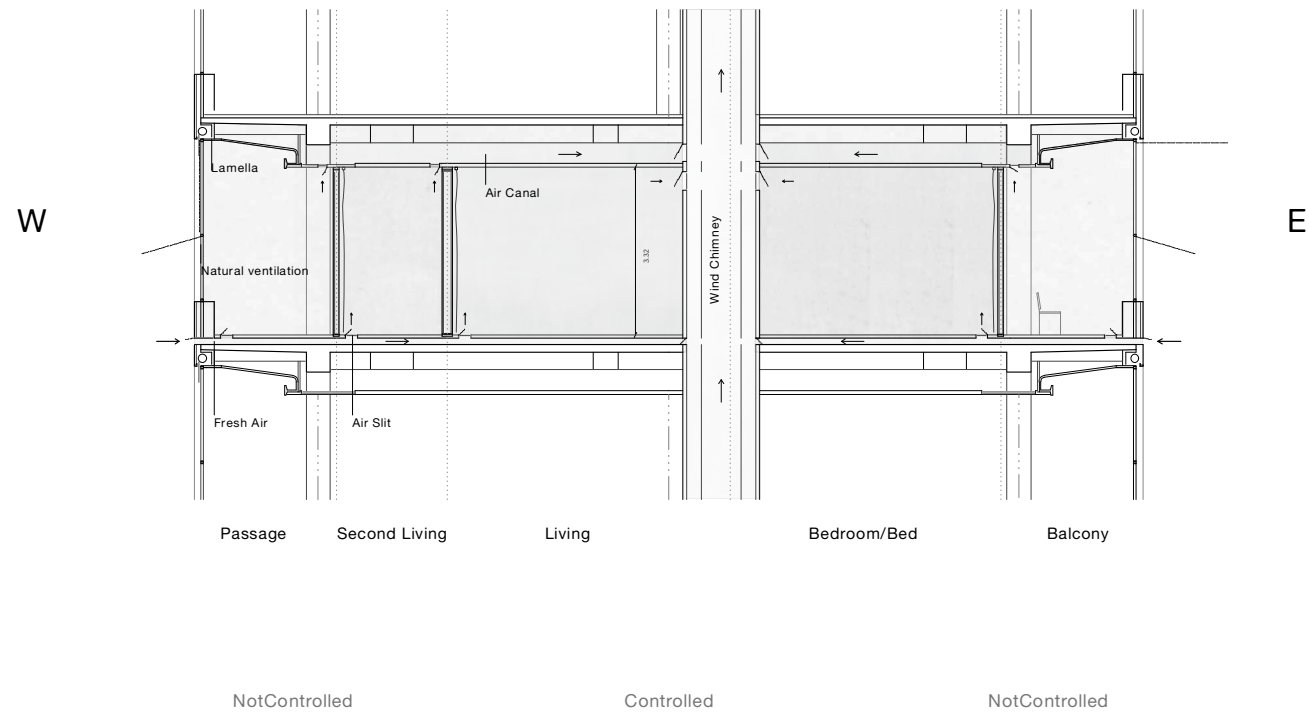 Lamella
Air Canal
W
E
Wind Chimney
3.32
Natural ventilation
Fresh Air
Air Slit
Passage
Second Living
Living
Bedroom/Bed
Balcony
NotControlled
Controlled
NotControlled